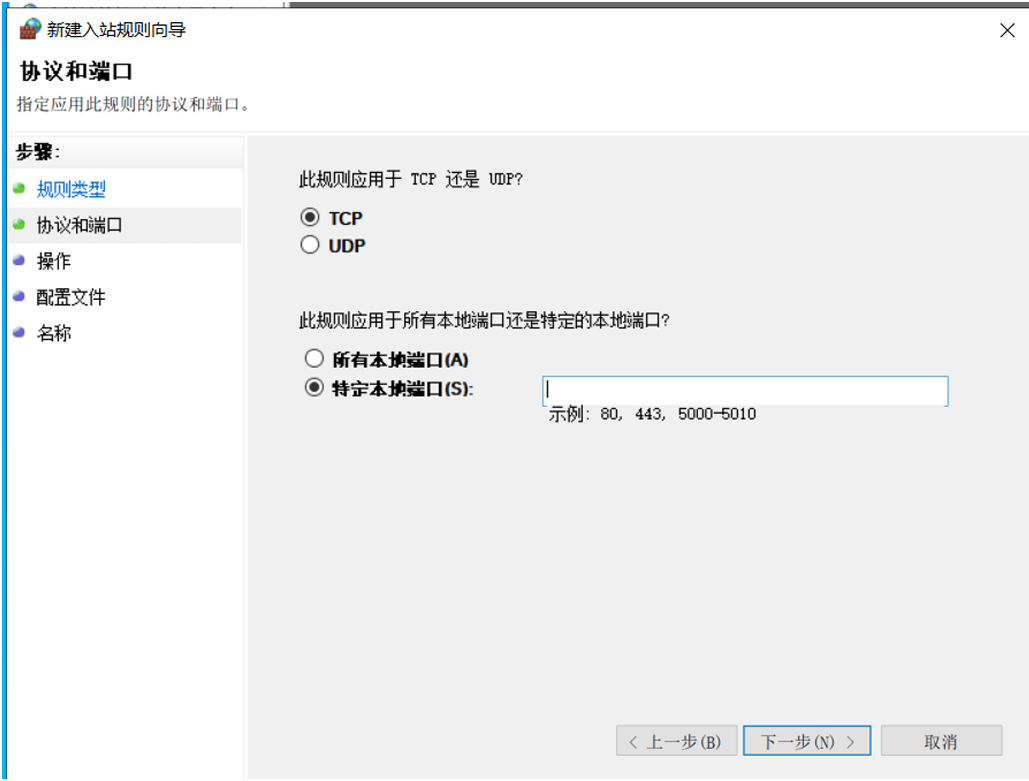 新建入站规则向导
协议和端口
指定应用此规则的协议和端口。
步骤:
规则类型
协议和端口
操作
配置文件
名称
此规则应用于 TCP 还是 UDP?
TCP
UDP
此规则应用于所有本地端口还是特定的本地端口?
所有本地端口(A)
特定本地端口(S):
示例: 80, 443, 5000-5010
< 上一步(B)
下一步(N) >
取消